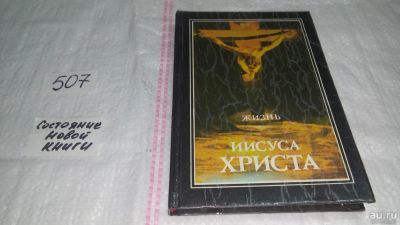 507
Состояние
новой
книги
ЖИЗНЬ
ИИСУСА
ХРИСТА
au.ru